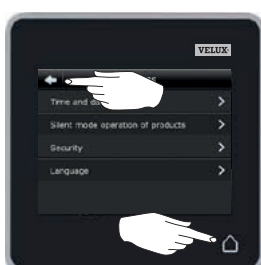 VELUX
Time and
Silent mode operation of products
Security
Language